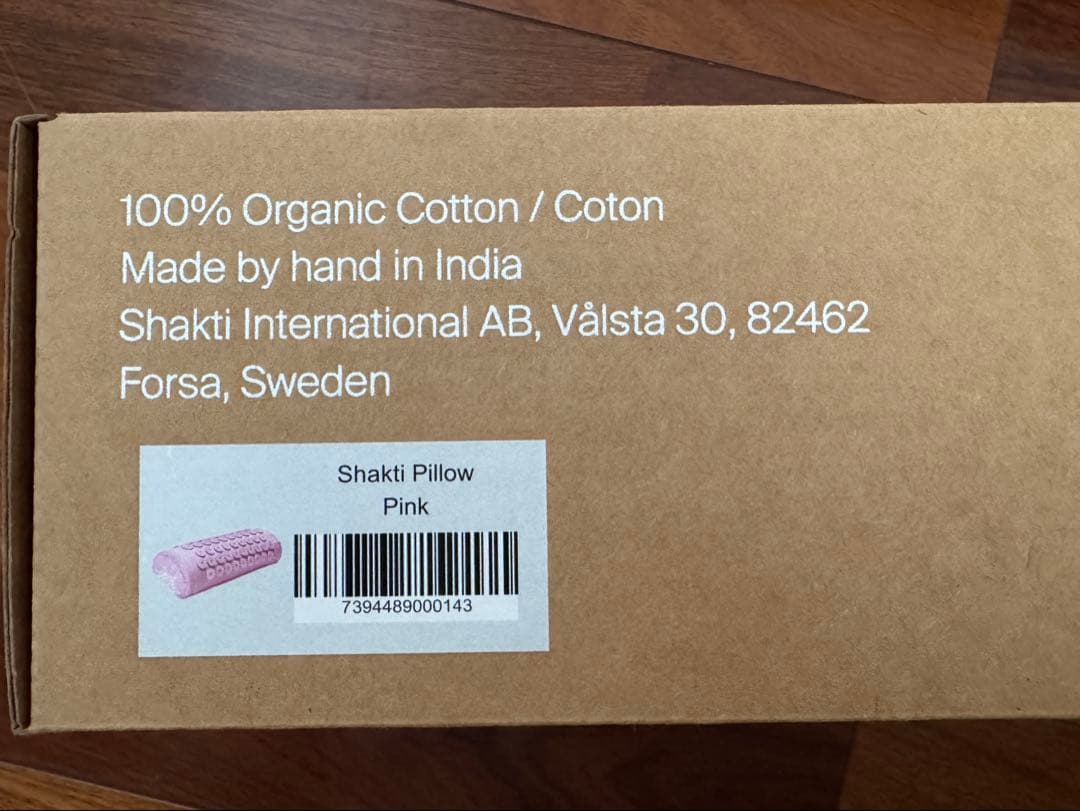 100% Organic Cotton / Coton
Made by hand in India
Shakti International AB, Vålsta 30, 82462
Forsa, Sweden
Shakti Pillow
Pink
7394489000143